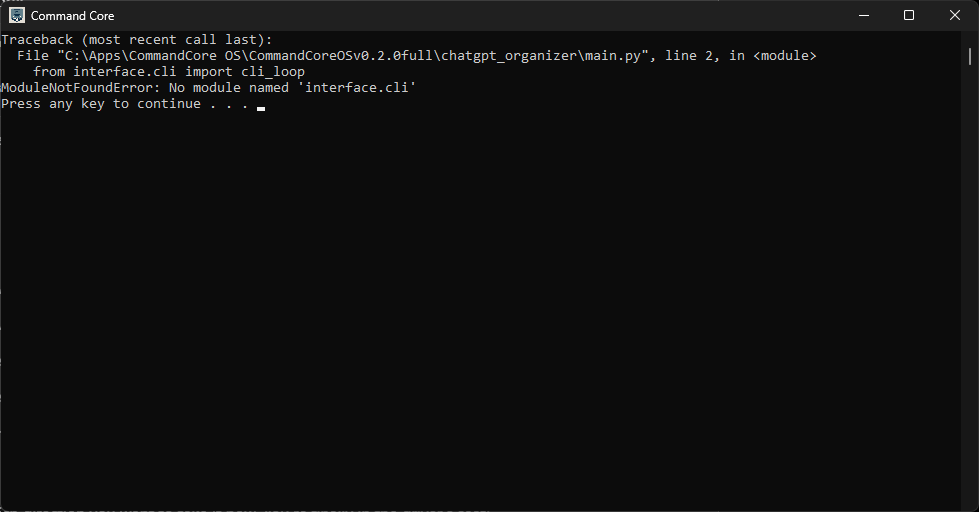 Command Core
Traceback (most recent call last):
  File "C:\Apps\CommandCore OS\CommandCoreOSv0.2.0full\chatgpt_organizer\main.py", line 2, in <module>
    from interface.cli import cli_loop
ModuleNotFoundError: No module named 'interface.cli'
Press any key to continue . . .